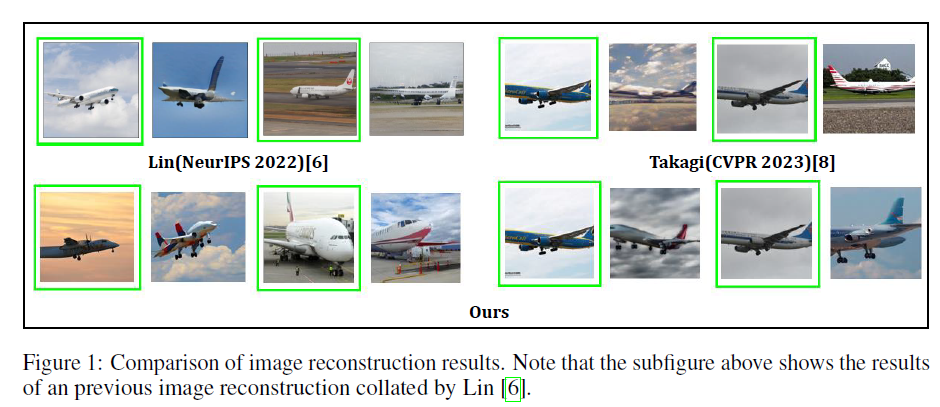 Lin(NeurIPS 2022)[6]
Takagi(CVPR 2023)[8]
Ours
Figure 1: Comparison of image reconstruction results. Note that the subfigure above shows the results
of an previous image reconstruction collated by Lin [6].